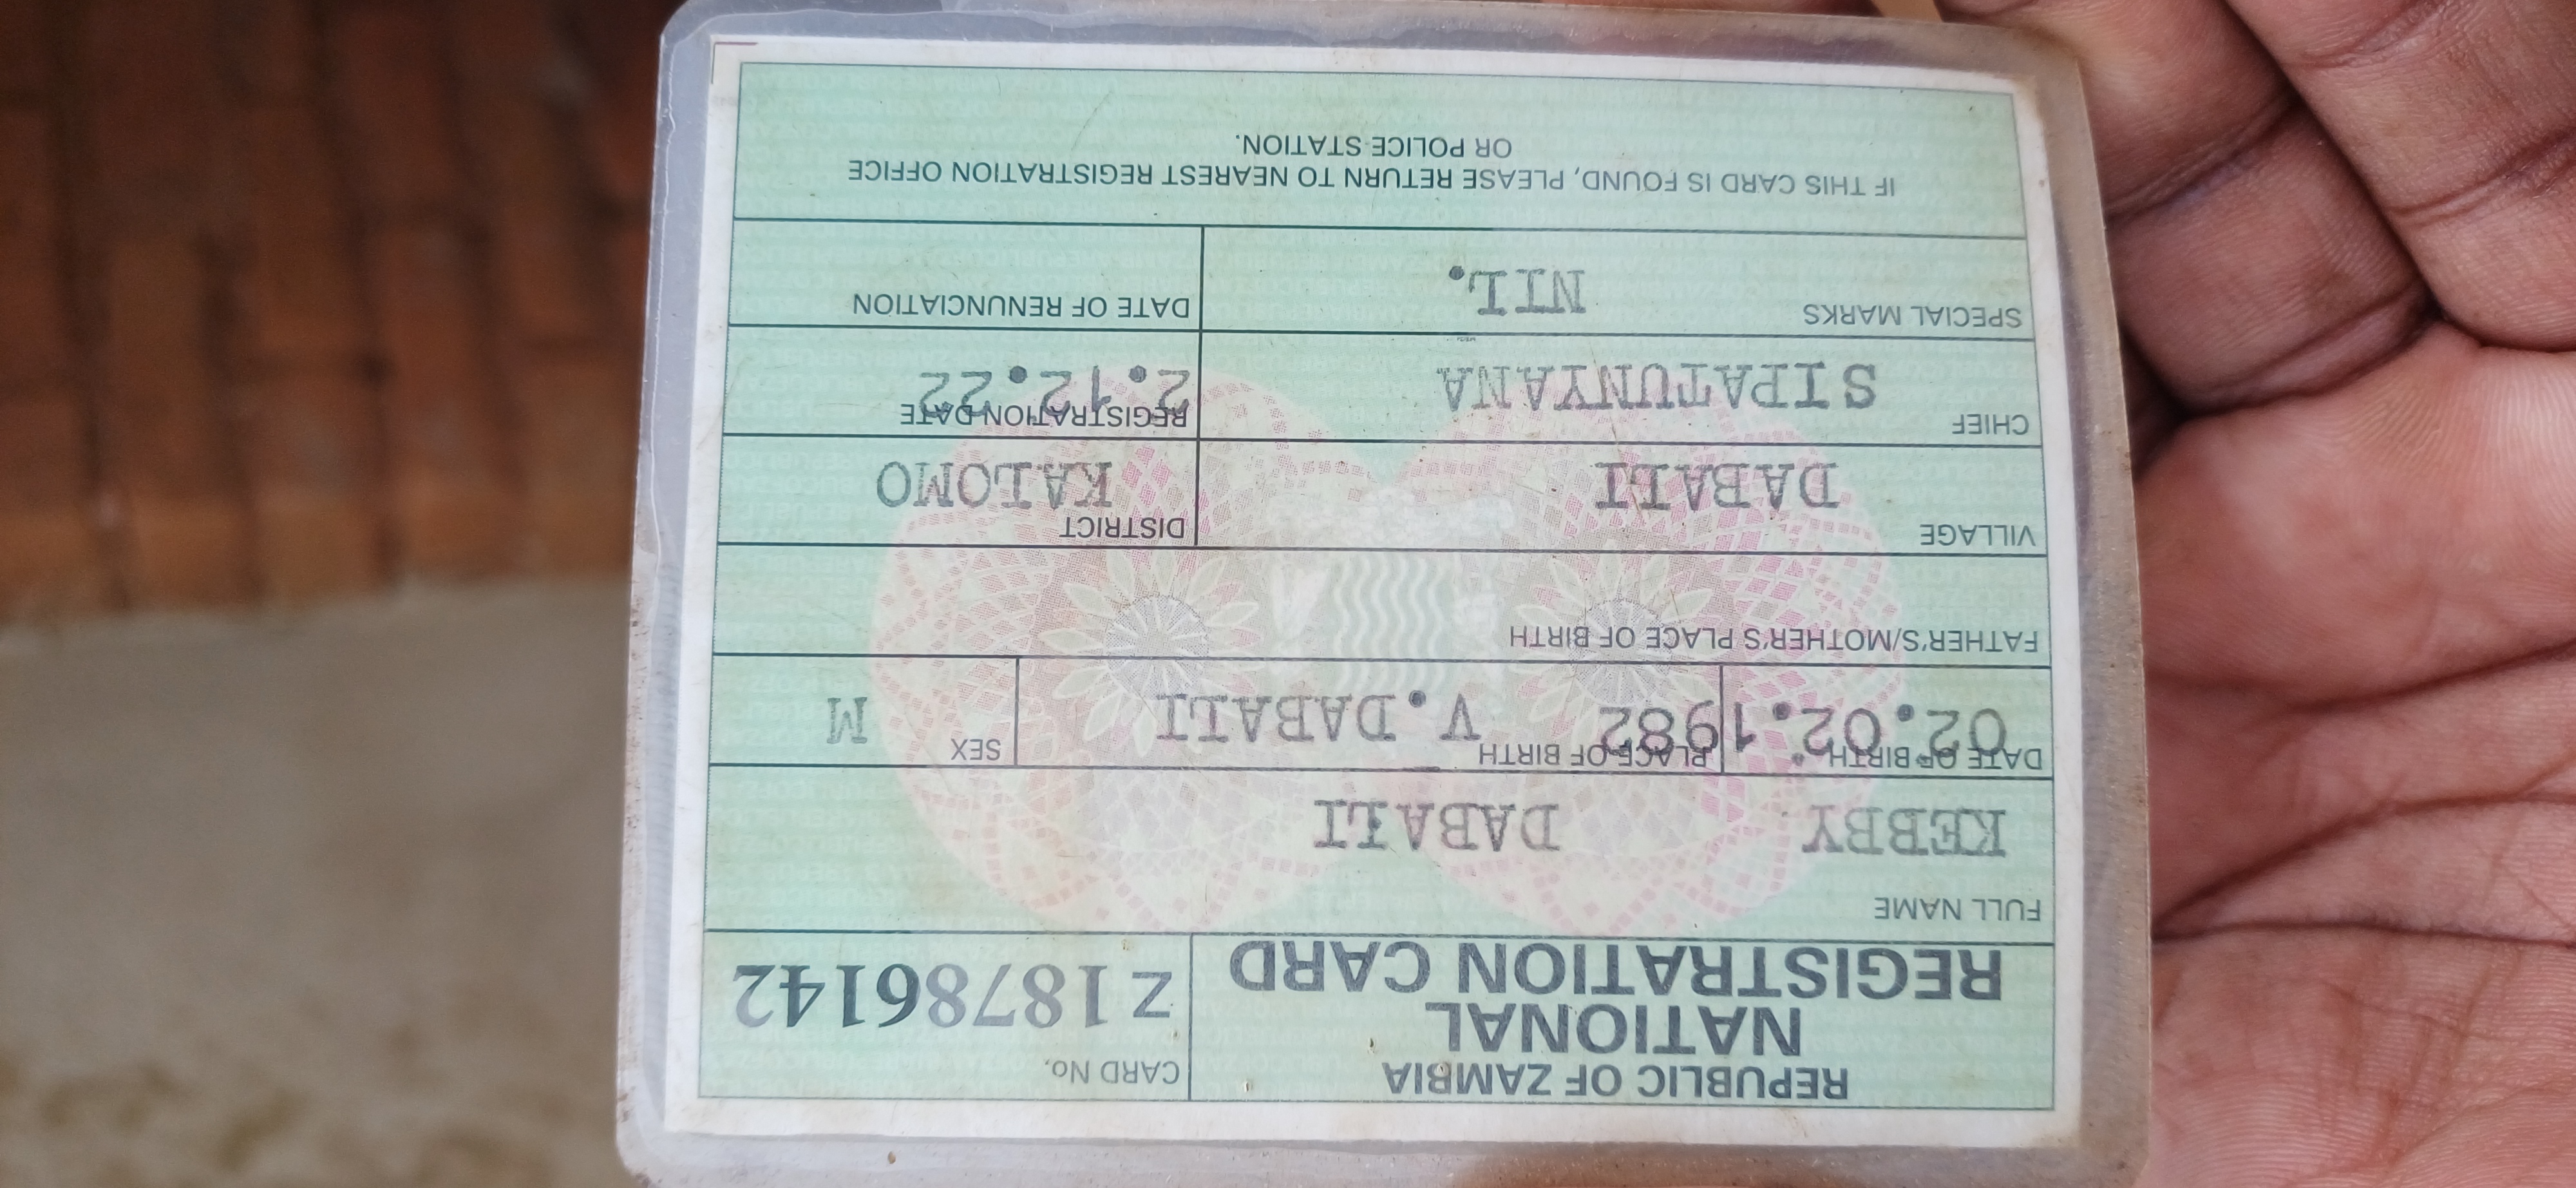 REPUBLIC OF ZAMBIA
NATIONAL
REGISTRATION CARD
CARD No.
Z18786142
FULL NAME
KEBBY DABALI
DATE OF BIRTH
02.02.1982
PLACE OF BIRTH
V.DABALI
SEX
M
FATHER'S/MOTHER'S PLACE OF BIRTH
VILLAGE
DABALI
DISTRICT
KALOMO
CHIEF
SIPATUNYANA
REGISTRATION DATE
2.12.22
SPECIAL MARKS
NIL.
DATE OF RENUNCIATION
IF THIS CARD IS FOUND, PLEASE RETURN TO NEAREST REGISTRATION OFFICE
OR POLICE STATION.